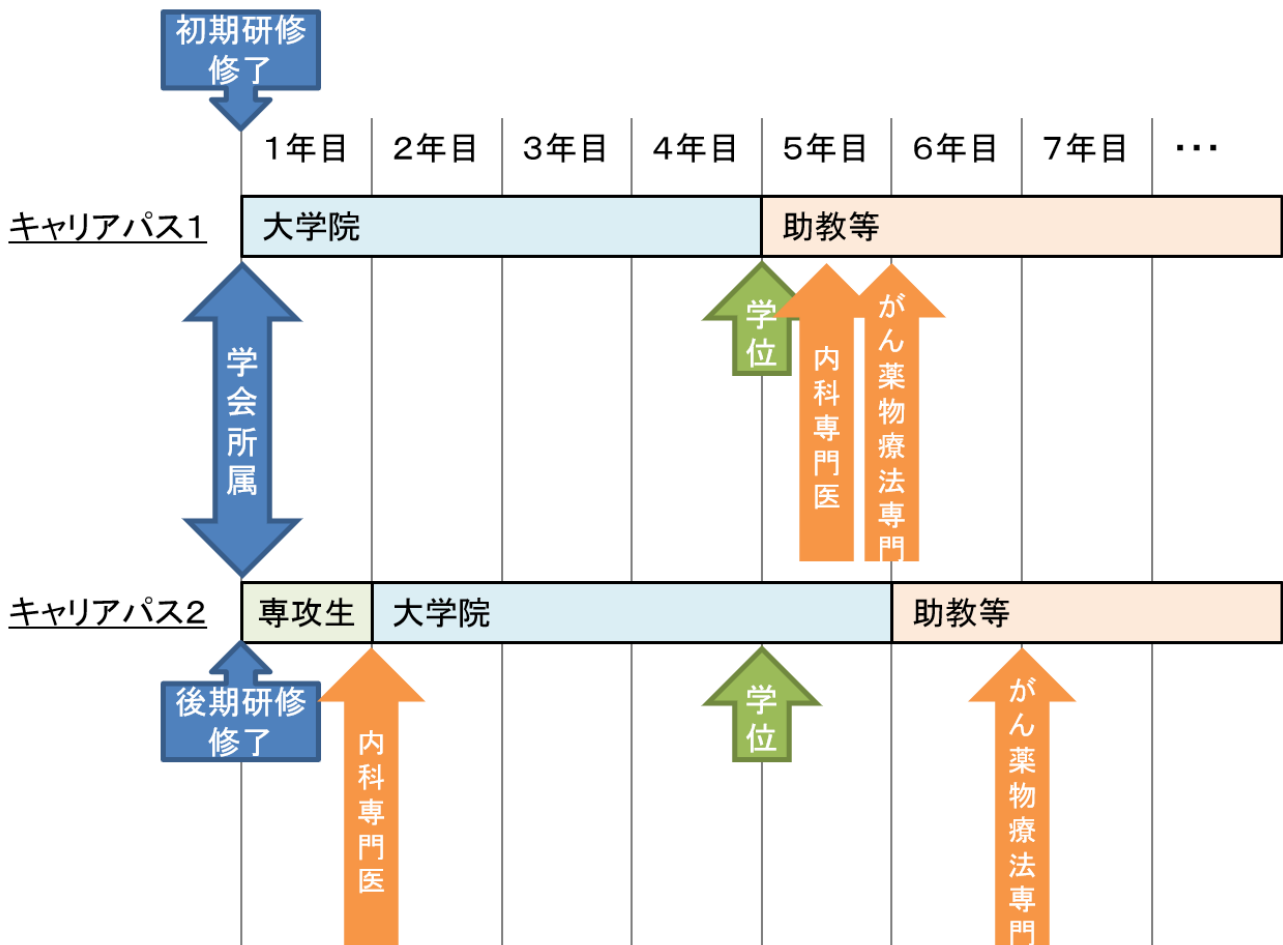 初期研修
修了
1年目
2年目
3年目
4年目
5年目
6年目
7年目
・・・
キャリアパス1
大学院
助教等
学会所属
学位
内科専門医
がん薬物療法専門
キャリアパス2
専攻生
大学院
助教等
後期研修
修了
内科専門医
学位
がん薬物療法専門